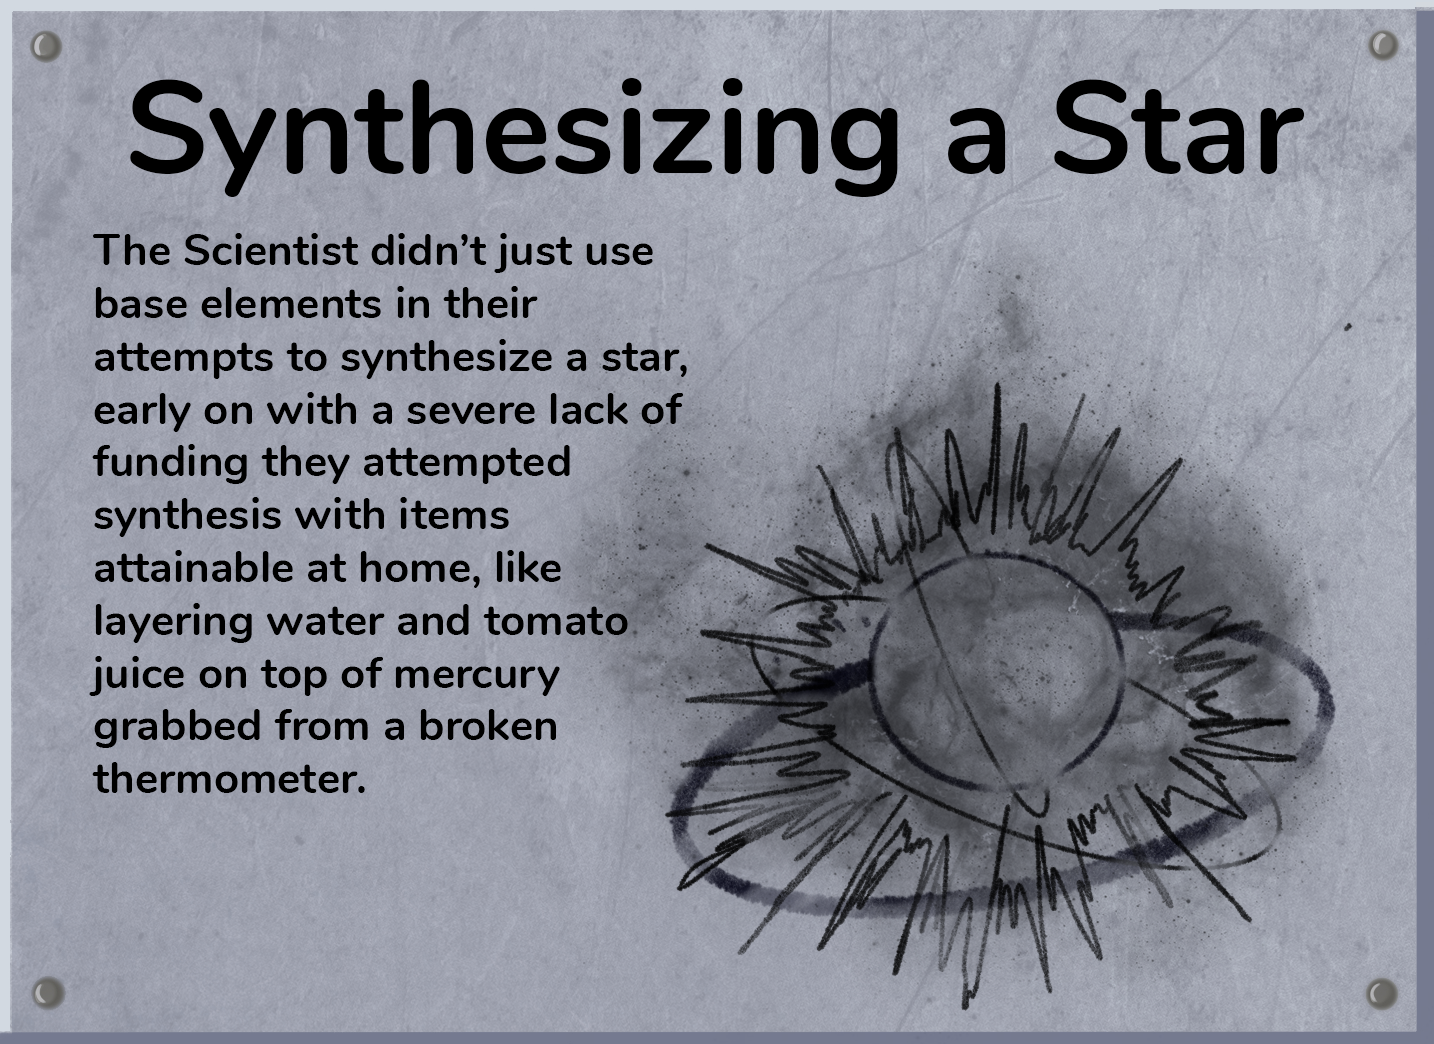 Synthesizing a Star
The Scientist didn’t just use
base elements in their
attempts to synthesize a star,
early on with a severe lack of
funding they attempted
synthesis with items
attainable at home, like
layering water and tomato
juice on top of mercury
grabbed from a broken
thermometer.